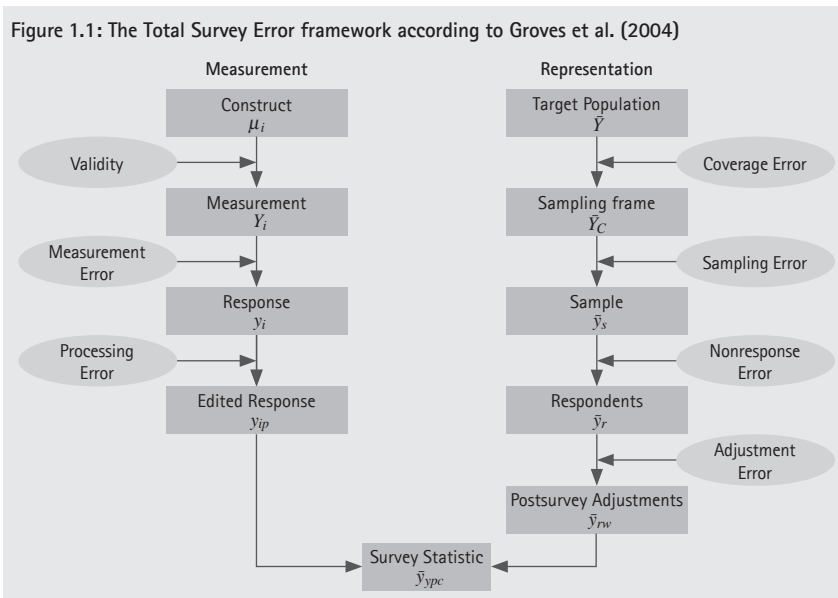 Figure 1.1: The Total Survey Error framework according to Groves et al. (2004)
Measurement
Construct
μi
Validity
Measurement
Yi
Measurement
Error
Response
yi
Processing
Error
Edited Response
yip
Representation
Target Population
Ȳ
Coverage Error
Sampling frame
ȲC
Sampling Error
Sample
ȳs
Nonresponse
Error
Respondents
ȳr
Adjustment
Error
Postsurvey Adjustments
ȳrw
Survey Statistic
ȳypc